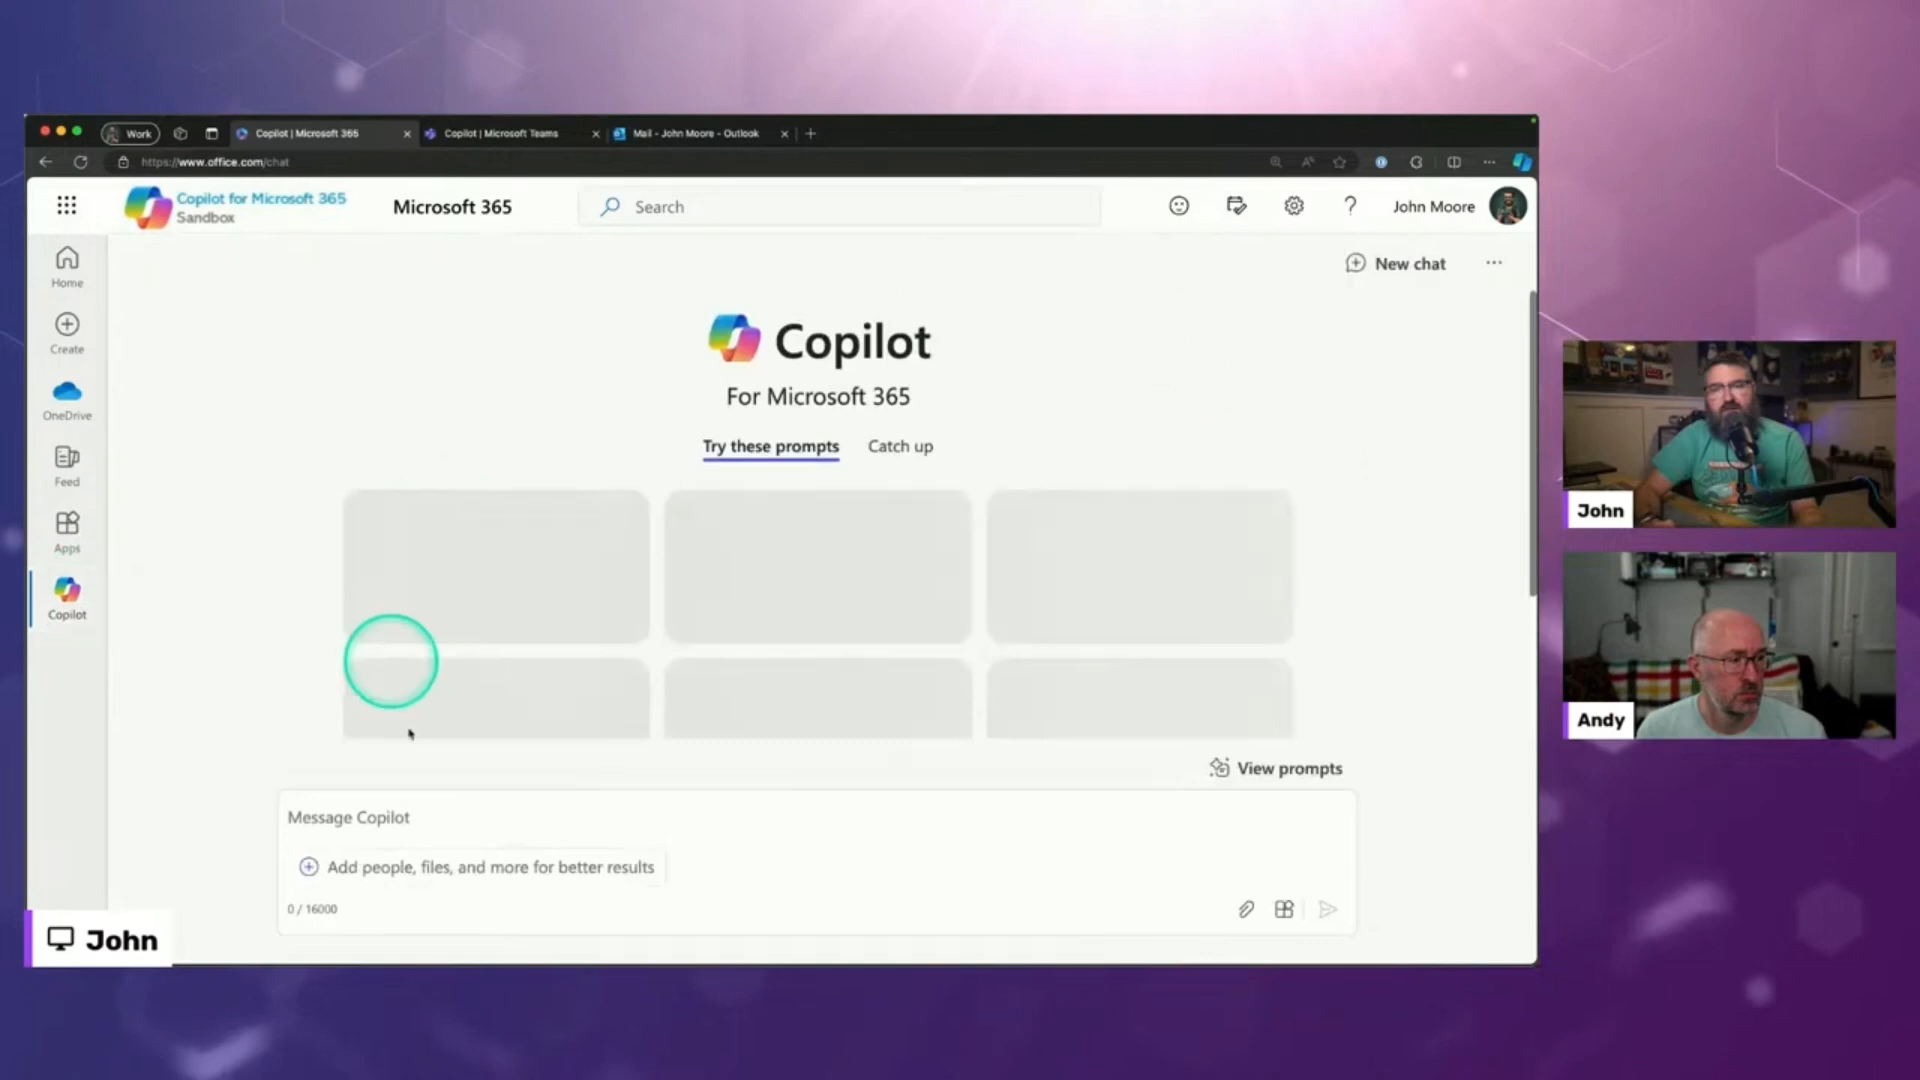 Work
Copilot | Microsoft 365
Copilot | Microsoft Teams
Mail - John Moore - Outlook
https://www.office.com/chat
Copilot for Microsoft 365
Sandbox
Microsoft 365
Search
John Moore
Home
Create
OneDrive
Feed
Apps
Copilot
New chat
Copilot
For Microsoft 365
Try these prompts
Catch up
View prompts
Message Copilot
Add people, files, and more for better results
0 / 16000
John
John
Andy